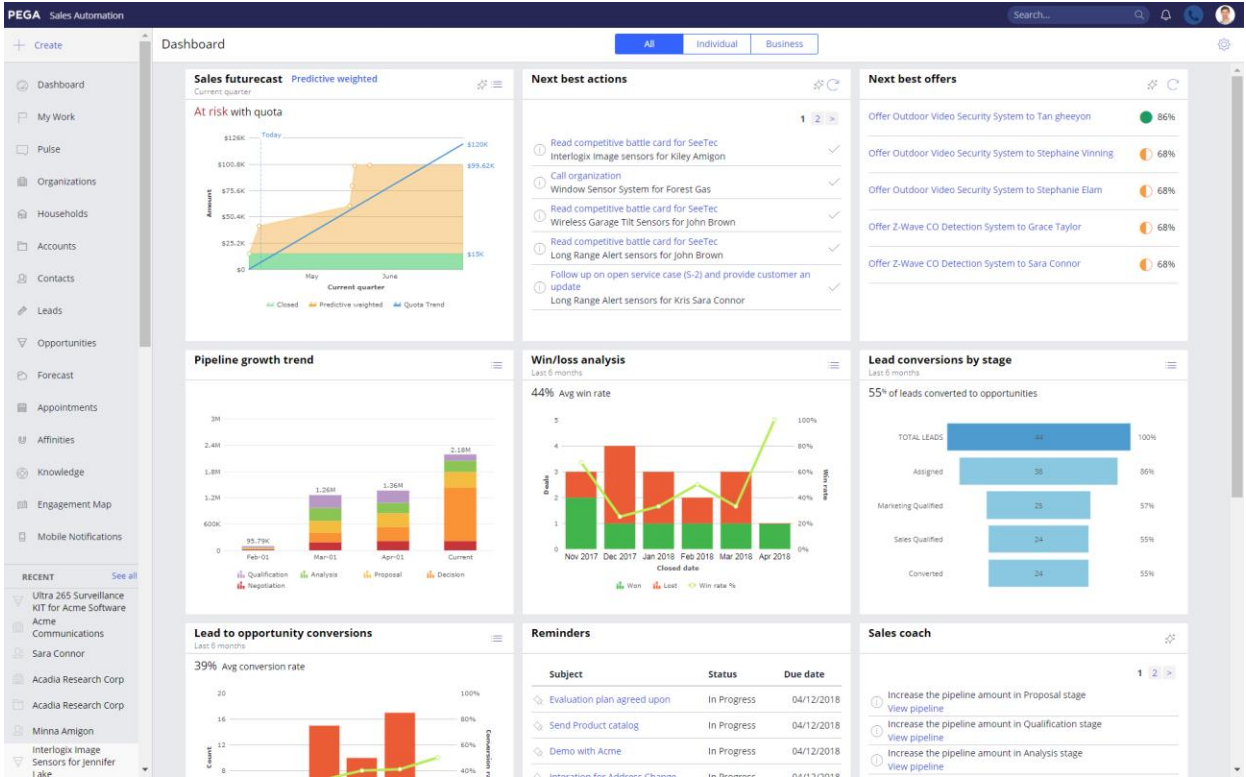 PEGA Sales Automation
Search...
Create
Dashboard
My Work
Pulse
Organizations
Households
Accounts
Contacts
Leads
Opportunities
Forecast
Appointments
Affinities
Knowledge
Engagement Map
Mobile Notifications
RECENT See all
Ultra 265 Surveillance
KIT for Acme Software
Acme
Communications
Sara Connor
Acadia Research Corp
Acadia Research Corp
Minna Amigon
Interlogix Image
Sensors for Jennifer
Lake
Dashboard
All Individual Business
Sales futurecast Predictive weighted
Current quarter
At risk with quota
$126K
Today
$120K
$100.8K
$99.62K
$75.6K
$50.4K
$25.2K
$15K
$0
Amount
May June
Current quarter
Closed Predictive weighted Quota Trend
Next best actions
1 2 >
Read competitive battle card for SeeTec
Interlogix Image sensors for Kiley Amigon
Call organization
Window Sensor System for Forest Gas
Read competitive battle card for SeeTec
Wireless Garage Tilt Sensors for John Brown
Read competitive battle card for SeeTec
Long Range Alert sensors for John Brown
Follow up on open service case (S-2) and provide customer an
update
Long Range Alert sensors for Kris Sara Connor
Next best offers
Offer Outdoor Video Security System to Tan gheeyon 86%
Offer Outdoor Video Security System to Stephaine Vinning 68%
Offer Outdoor Video Security System to Stephanie Elam 68%
Offer Z-Wave CO Detection System to Grace Taylor 68%
Offer Z-Wave CO Detection System to Sara Connor 68%
Pipeline growth trend
3M
2.4M
1.8M
1.2M
600K
0
95.79K
1.26M
1.36M
2.18M
Feb-01 Mar-01 Apr-01 Current
Qualification Analysis Proposal Decision
Negotiation
Win/loss analysis
Last 6 months
44% Avg win rate
5
4
3
2
1
0
Deals
100%
80%
60%
40%
20%
0%
Win rate
Nov 2017 Dec 2017 Jan 2018 Feb 2018 Mar 2018 Apr 2018
Closed date
Won Lost Win rate %
Lead conversions by stage
Last 6 months
55% of leads converted to opportunities
TOTAL LEADS 44 100%
Assigned 38 86%
Marketing Qualified 25 57%
Sales Qualified 24 55%
Converted 24 55%
Lead to opportunity conversions
Last 6 months
39% Avg conversion rate
20
16
12
8
Count
100%
80%
60%
40%
Reminders
Subject Status Due date
Evaluation plan agreed upon In Progress 04/12/2018
Send Product catalog In Progress 04/12/2018
Demo with Acme In Progress 04/12/2018
Interation for Address Change In Progress 04/12/2018
Sales coach
1 2 >
Increase the pipeline amount in Proposal stage
View pipeline
Increase the pipeline amount in Qualification stage
View pipeline
Increase the pipeline amount in Analysis stage
View pipeline